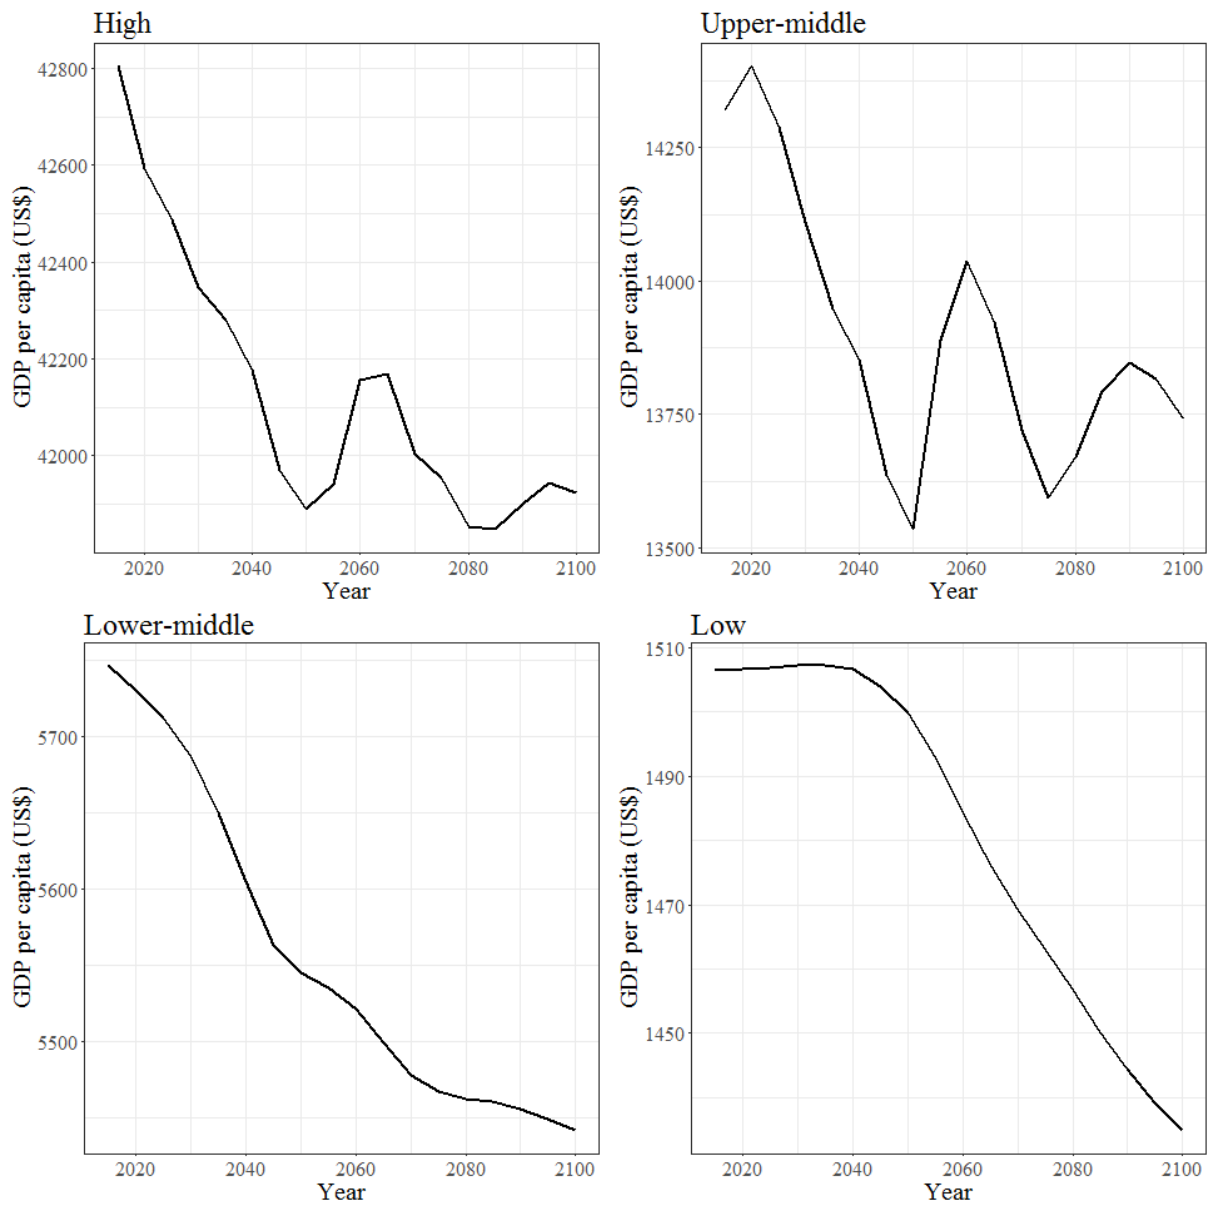 High
GDP per capita (US$)
42800
42600
42400
42200
42000
2020 2040 2060 2080 2100
Year
Upper-middle
GDP per capita (US$)
14250
14000
13750
13500
2020 2040 2060 2080 2100
Year
Lower-middle
GDP per capita (US$)
5700
5600
5500
2020 2040 2060 2080 2100
Year
Low
GDP per capita (US$)
1510
1490
1470
1450
2020 2040 2060 2080 2100
Year